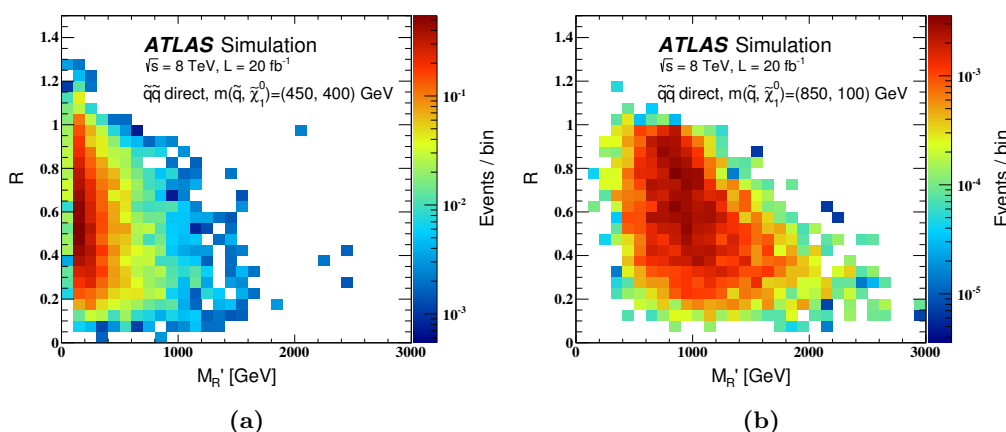 ATLAS Simulation
√s = 8 TeV, L = 20 fb⁻¹
q̃q̃ direct, m(q̃, χ̃₁⁰)=(450, 400) GeV
R
1.4
1.2
1
0.8
0.6
0.4
0.2
0
0 1000 2000 3000
M_R' [GeV]
Events / bin
10⁻¹
10⁻²
10⁻³
(a)
ATLAS Simulation
√s = 8 TeV, L = 20 fb⁻¹
q̃q̃ direct, m(q̃, χ̃₁⁰)=(850, 100) GeV
R
1.4
1.2
1
0.8
0.6
0.4
0.2
0
0 1000 2000 3000
M_R' [GeV]
Events / bin
10⁻³
10⁻⁴
10⁻⁵
(b)